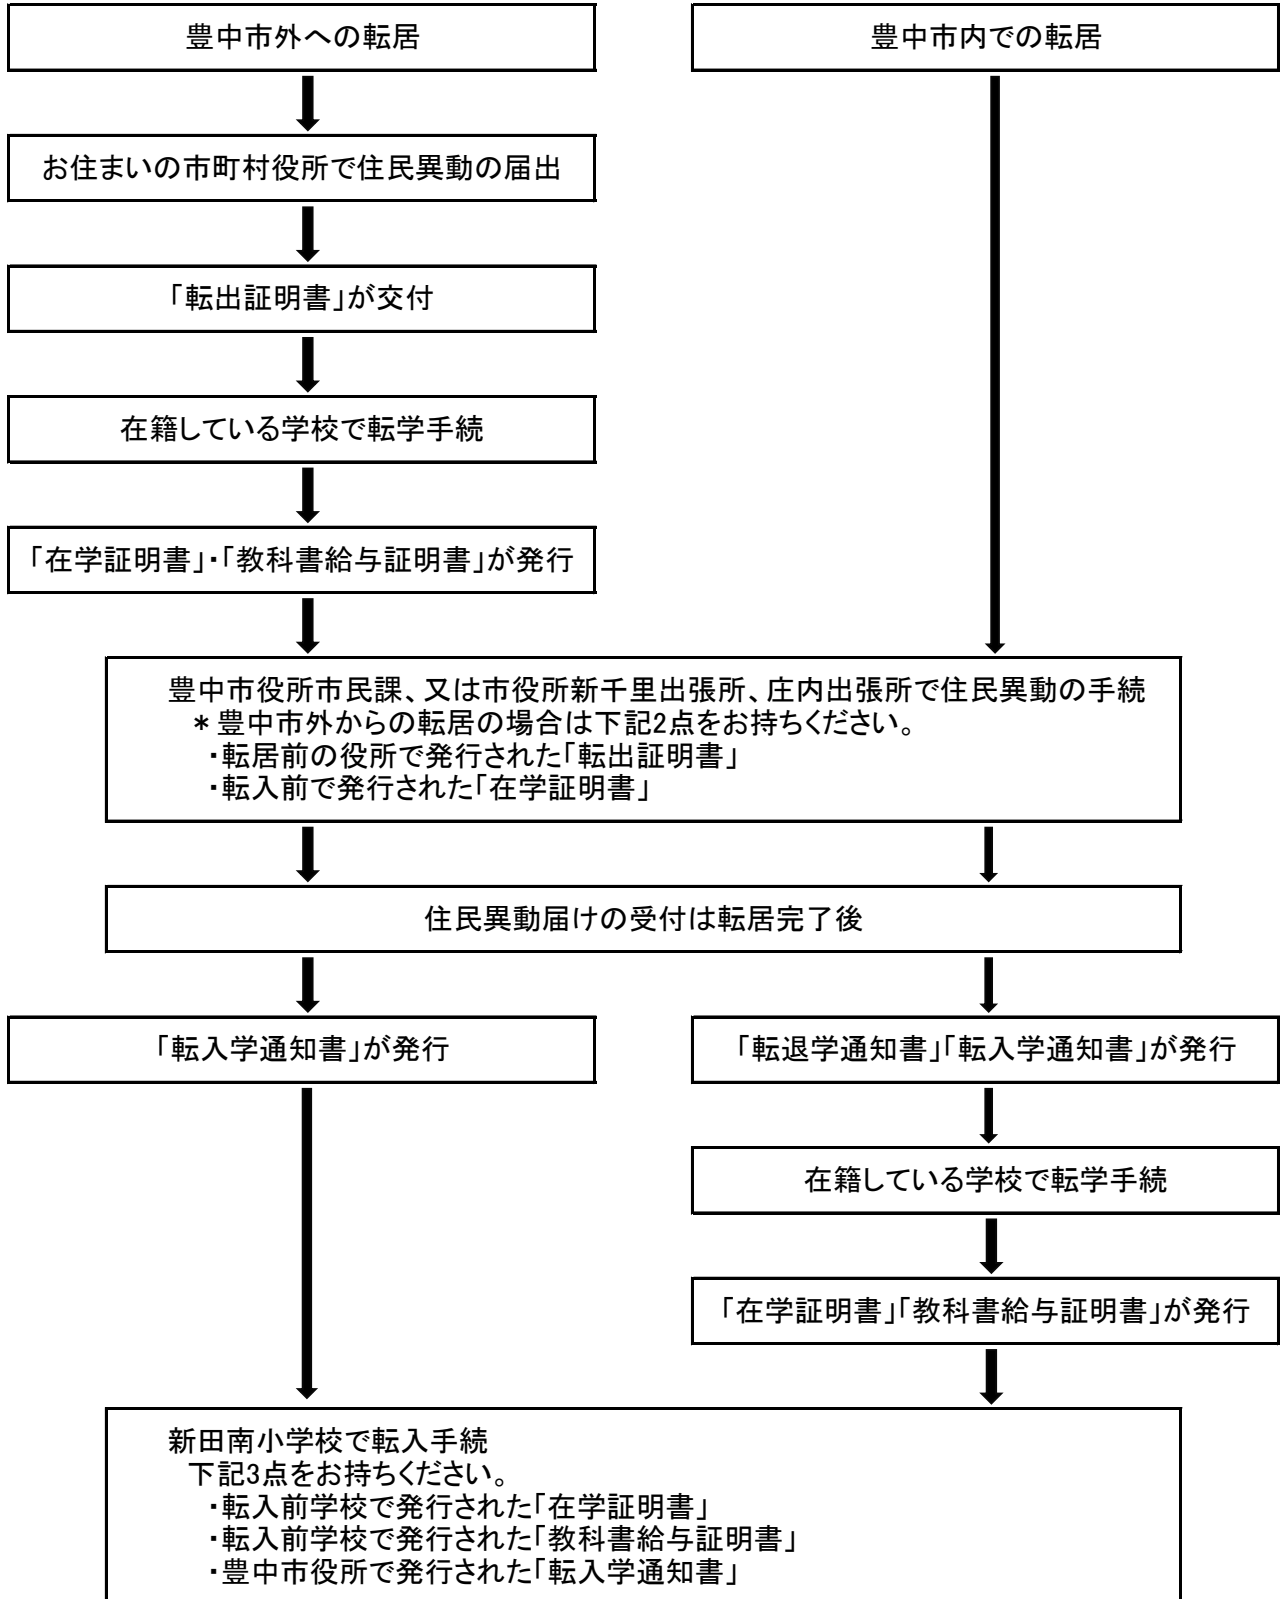 豊中市外への転居
豊中市内での転居
お住まいの市町村役所で住民異動の届出
「転出証明書」が交付
在籍している学校で転学手続
「在学証明書」・「教科書給与証明書」が発行
豊中市役所市民課、又は市役所新千里出張所、庄内出張所で住民異動の手続
＊豊中市外からの転居の場合は下記2点をお持ちください。
・転居前の役所で発行された「転出証明書」
・転入前で発行された「在学証明書」
住民異動届けの受付は転居完了後
「転入学通知書」が発行
「転退学通知書」「転入学通知書」が発行
在籍している学校で転学手続
「在学証明書」「教科書給与証明書」が発行
新田南小学校で転入手続
下記3点をお持ちください。
・転入前学校で発行された「在学証明書」
・転入前学校で発行された「教科書給与証明書」
・豊中市役所で発行された「転入学通知書」